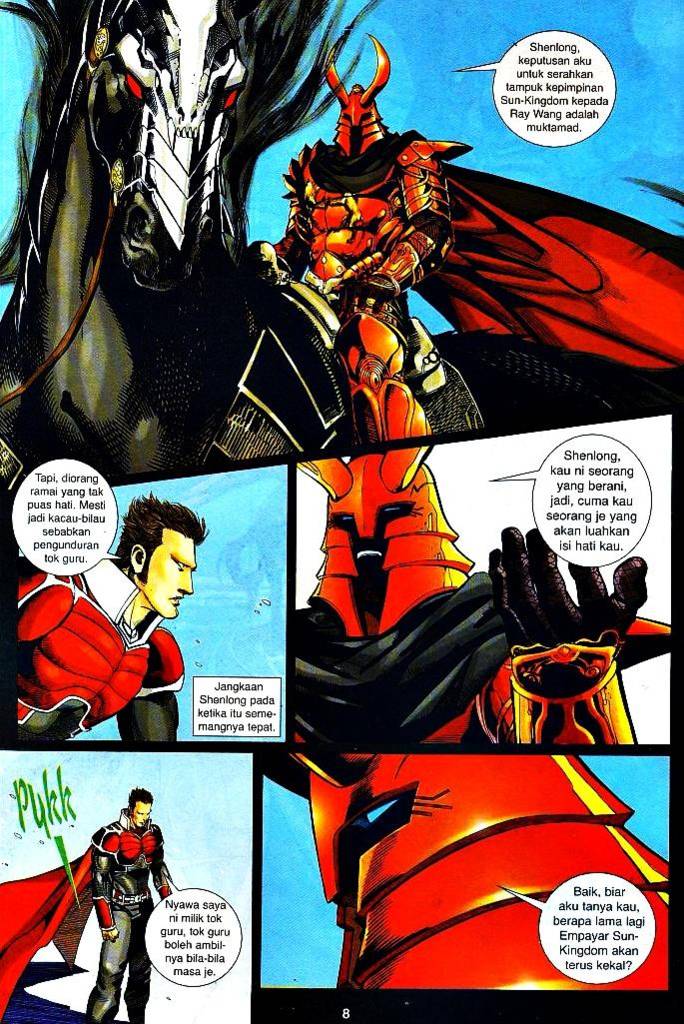 Shenlong,
keputusan aku
untuk serahkan
tampuk kepimpinan
Sun-Kingdom kepada
Ray Wang adalah
muktamad.
Tapi, diorang
ramai yang tak
puas hati. Mesti
jadi kacau-bilau
sebabkan
pengunduran
tok guru.
Jangkaan
Shenlong pada
ketika itu seme-
mangnya tepat.
Shenlong,
kau ni seorang
yang berani,
jadi, cuma kau
seorang je yang
akan luahkan
isi hati kau.
Pykk
Nyawa saya
ni milik tok
guru, tok guru
boleh ambil-
nya bila-bila
masa je.
Baik, biar
aku tanya kau,
berapa lama lagi
Empayar Sun-
Kingdom akan
terus kekal?
8